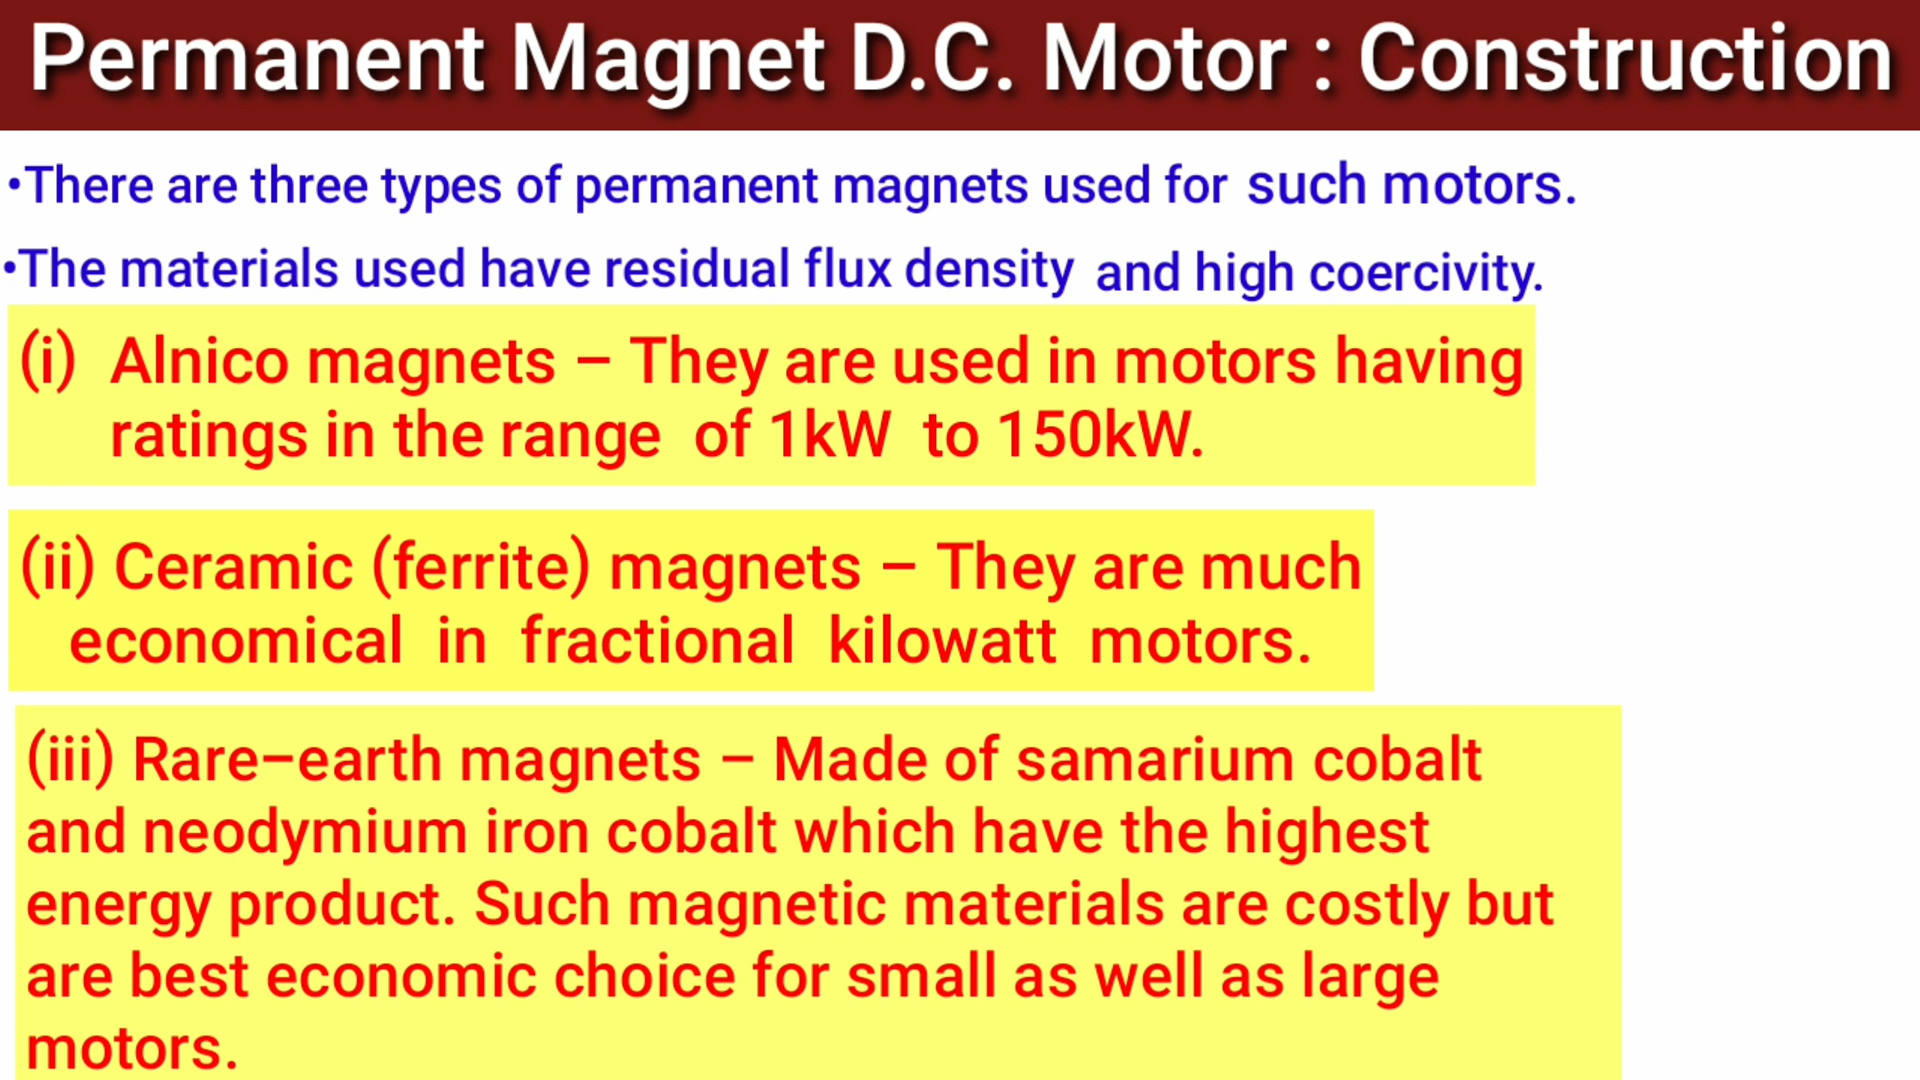 Permanent Magnet D.C. Motor : Construction
•There are three types of permanent magnets used for such motors.
•The materials used have residual flux density and high coercivity.
(i) Alnico magnets – They are used in motors having
ratings in the range of 1kW to 150kW.
(ii) Ceramic (ferrite) magnets – They are much
economical in fractional kilowatt motors.
(iii) Rare–earth magnets – Made of samarium cobalt
and neodymium iron cobalt which have the highest
energy product. Such magnetic materials are costly but
are best economic choice for small as well as large
motors.